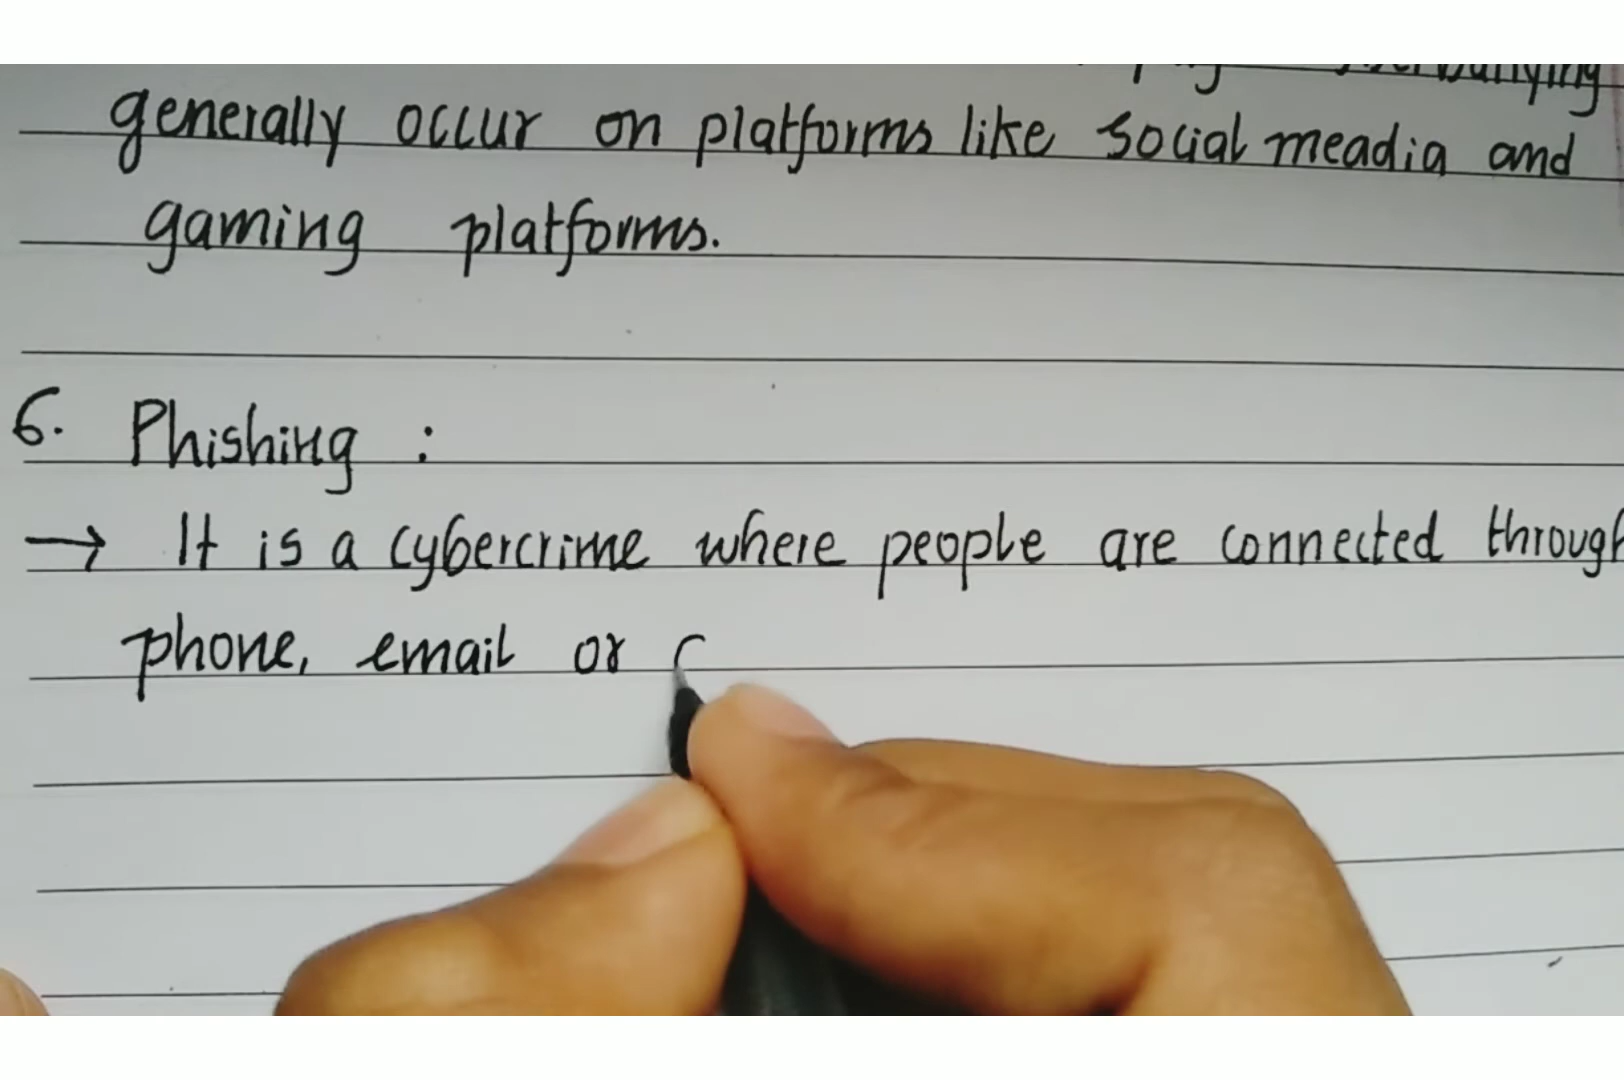 generally occur on platforms like social meadia and
gaming platforms.
6. Phishing :
→ It is a cybercrime where people are connected through
phone, email or